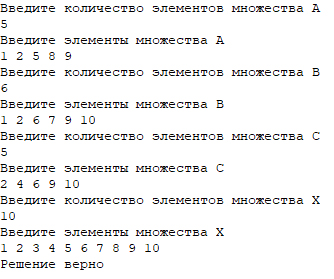 Введите количество элементов множества A
5
Введите элементы множества A
1 2 5 8 9
Введите количество элементов множества B
6
Введите элементы множества B
1 2 6 7 9 10
Введите количество элементов множества C
5
Введите элементы множества C
2 4 6 9 10
Введите количество элементов множества X
10
Введите элементы множества X
1 2 3 4 5 6 7 8 9 10
Решение верно